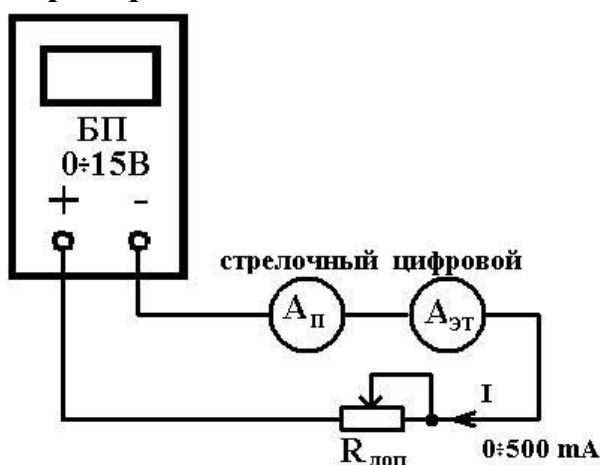 БП
0÷15В
+ -
стрелочный цифровой
Aп Aэт
I
Rдоп
0÷500 mA